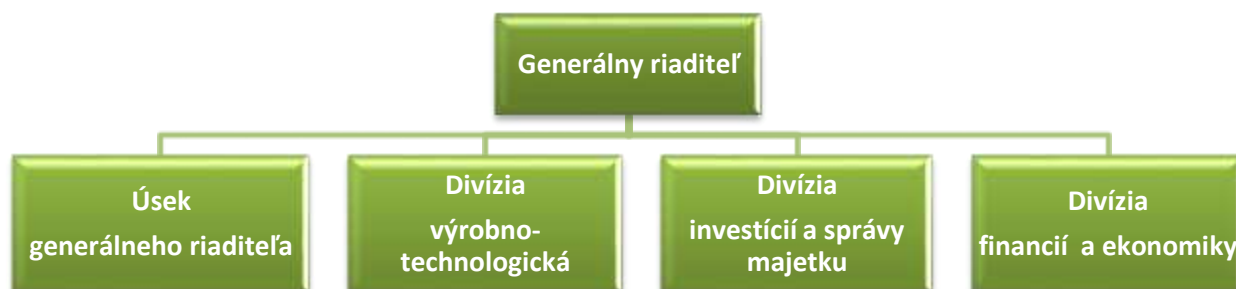 Generálny riaditeľ
Úsek
generálneho riaditeľa
Divízia
výrobno-
technologická
Divízia
investícií a správy
majetku
Divízia
financií a ekonomiky